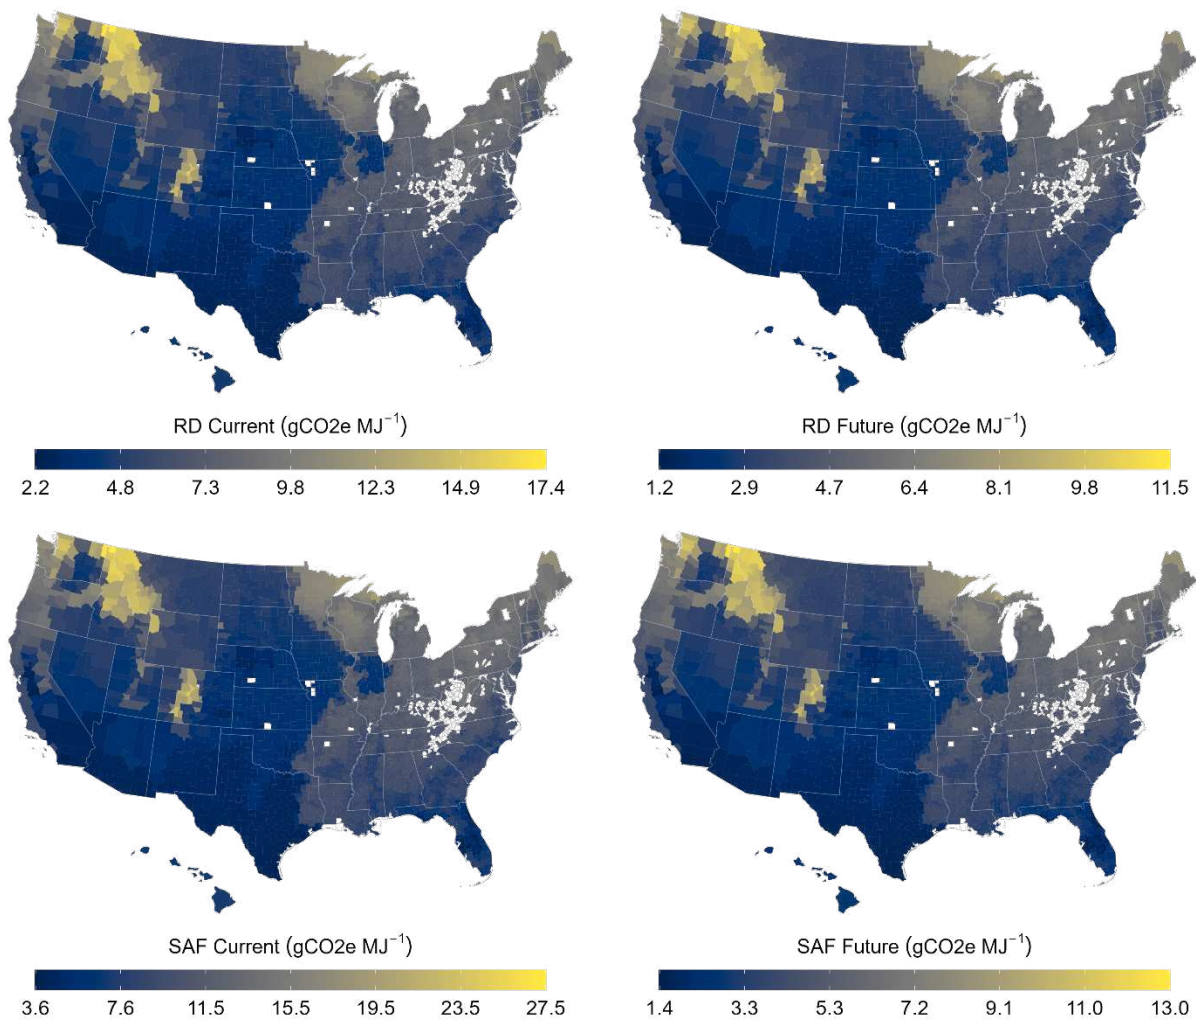 RD Current (gCO2e MJ⁻¹)
2.2 4.8 7.3 9.8 12.3 14.9 17.4
RD Future (gCO2e MJ⁻¹)
1.2 2.9 4.7 6.4 8.1 9.8 11.5
SAF Current (gCO2e MJ⁻¹)
3.6 7.6 11.5 15.5 19.5 23.5 27.5
SAF Future (gCO2e MJ⁻¹)
1.4 3.3 5.3 7.2 9.1 11.0 13.0